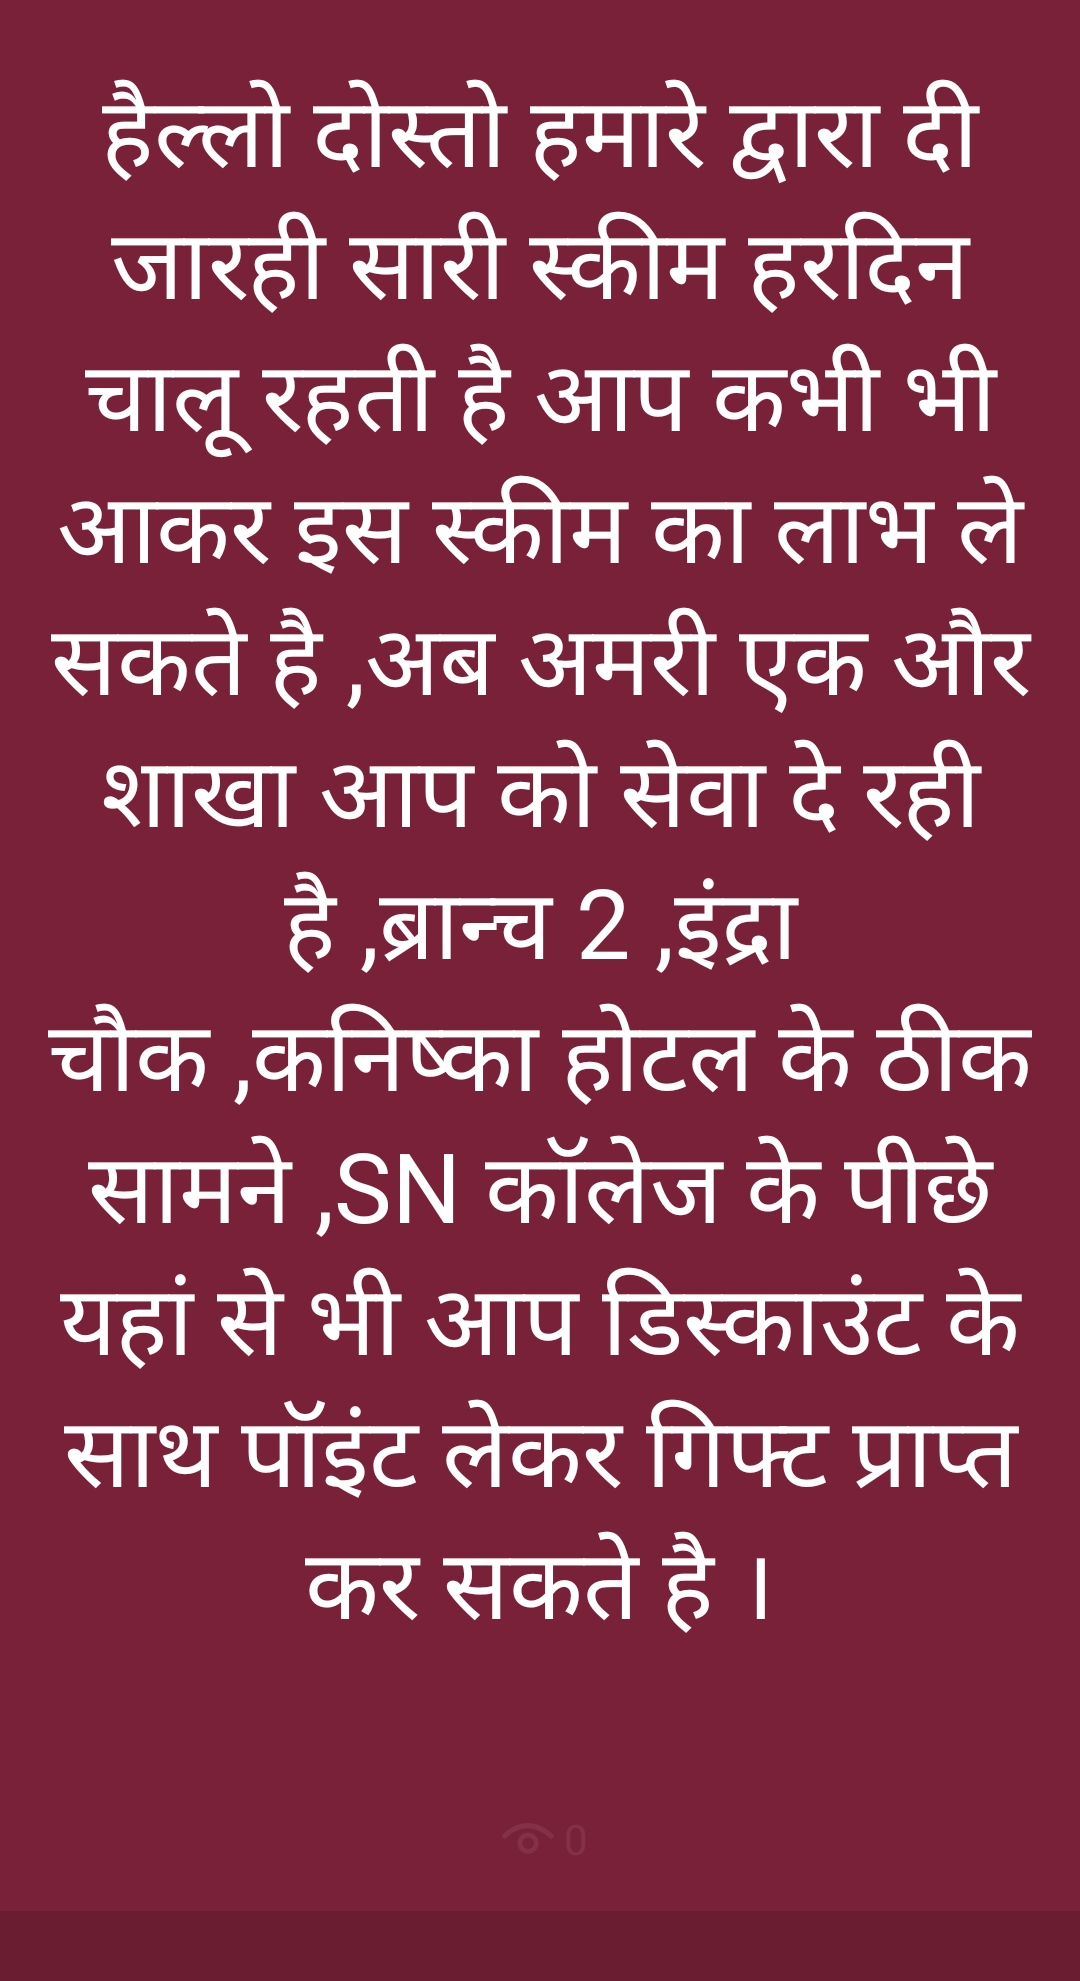 हैल्लो दोस्तो हमारे द्वारा दी
जारही सारी स्कीम हरदिन
चालू रहती है आप कभी भी
आकर इस स्कीम का लाभ ले
सकते है ,अब अमरी एक और
शाखा आप को सेवा दे रही
है ,ब्रान्च 2 ,इंद्रा
चौक ,कनिष्का होटल के ठीक
सामने ,SN कॉलेज के पीछे
यहां से भी आप डिस्काउंट के
साथ पॉइंट लेकर गिफ्ट प्राप्त
कर सकते है ।
0